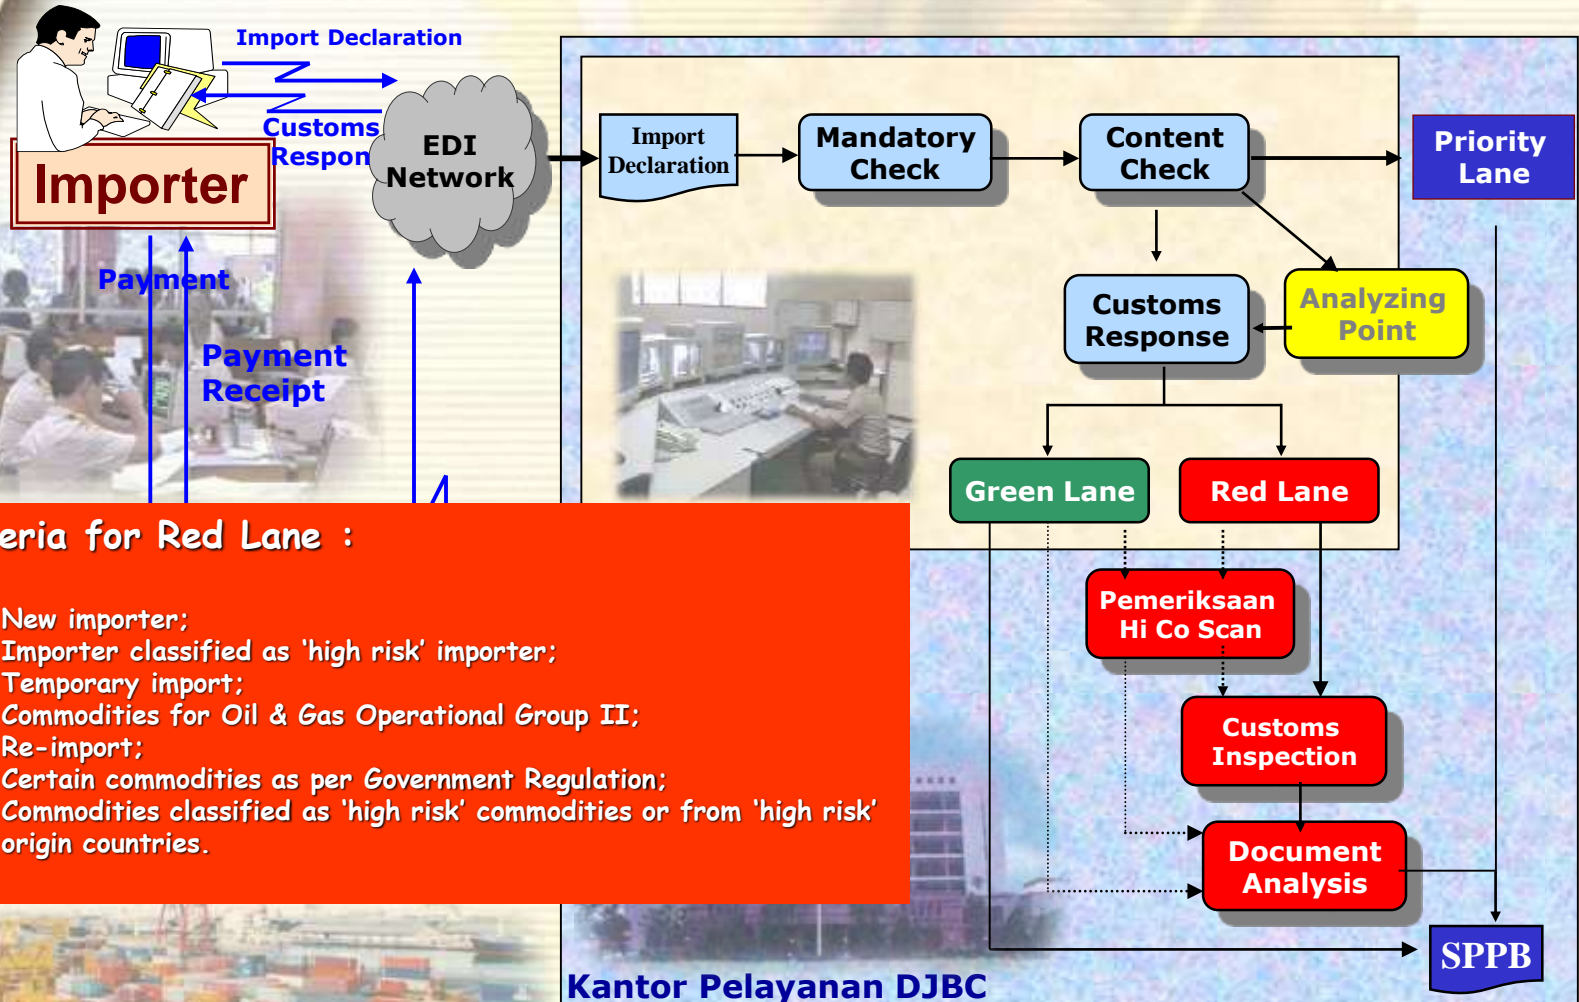 Import Declaration
Customs
Respon
EDI
Network
Importer
Payment
Payment
Receipt
Import
Declaration
Mandatory
Check
Content
Check
Priority
Lane
Customs
Response
Analyzing
Point
Green Lane
Red Lane
eria for Red Lane :
New importer;
Importer classified as ‘high risk’ importer;
Temporary import;
Commodities for Oil & Gas Operational Group II;
Re-import;
Certain commodities as per Government Regulation;
Commodities classified as ‘high risk’ commodities or from ‘high risk’
origin countries.
Pemeriksaan
Hi Co Scan
Customs
Inspection
Document
Analysis
SPPB
Kantor Pelayanan DJBC